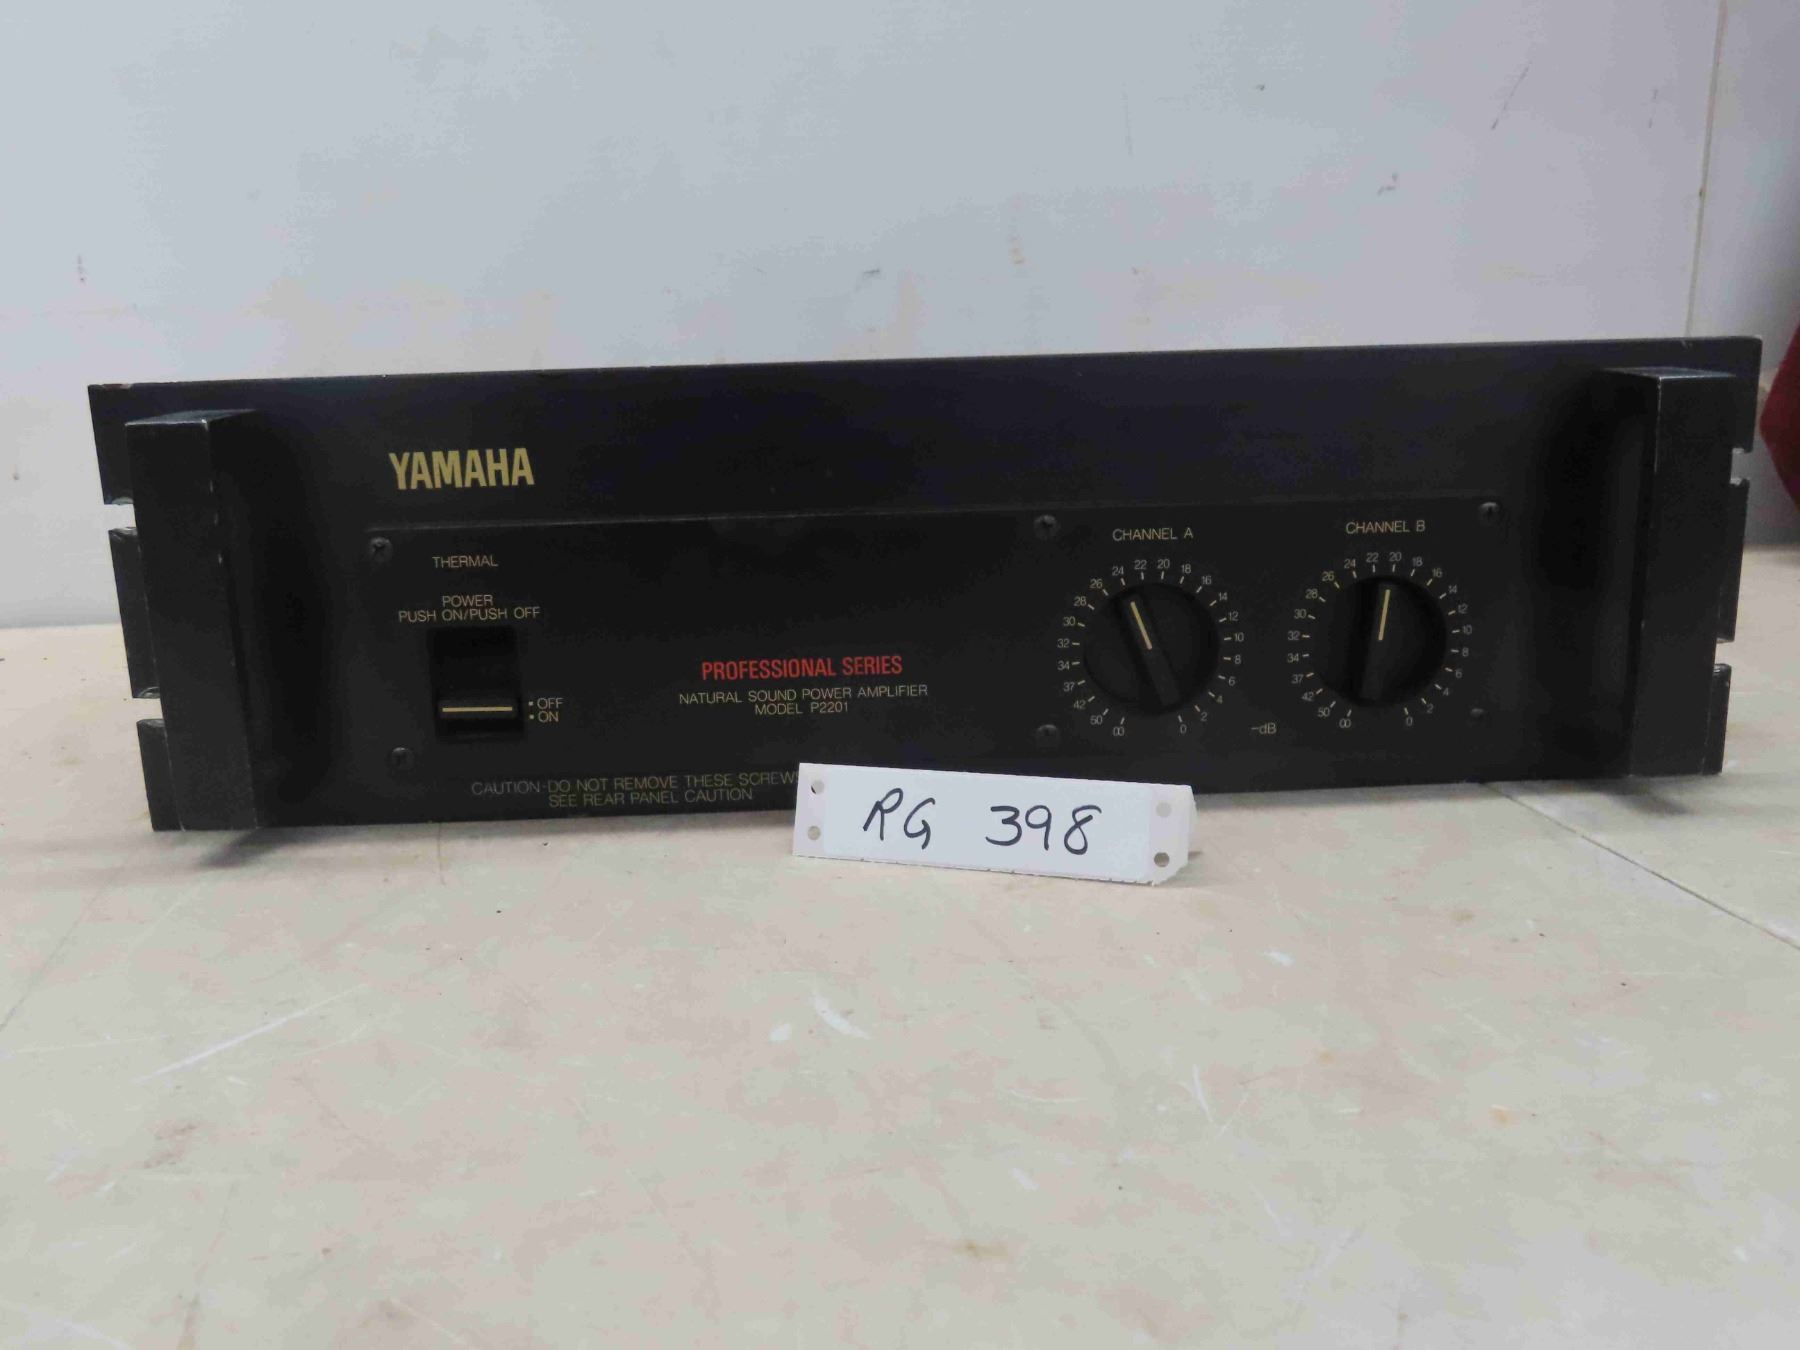 YAMAHA
THERMAL
POWER
PUSH ON/PUSH OFF
OFF
ON
PROFESSIONAL SERIES
NATURAL SOUND POWER AMPLIFIER
MODEL P2201
CHANNEL A
00 50 42 37 34 32 30 28 26 24 22 20 18 16 14 12 10 8 6 4 2 0
-dB
CHANNEL B
00 50 42 37 34 32 30 28 26 24 22 20 18 16 14 12 10 8 6 4 2 0
CAUTION-DO NOT REMOVE THESE SCREWS
SEE REAR PANEL CAUTION
RG 398